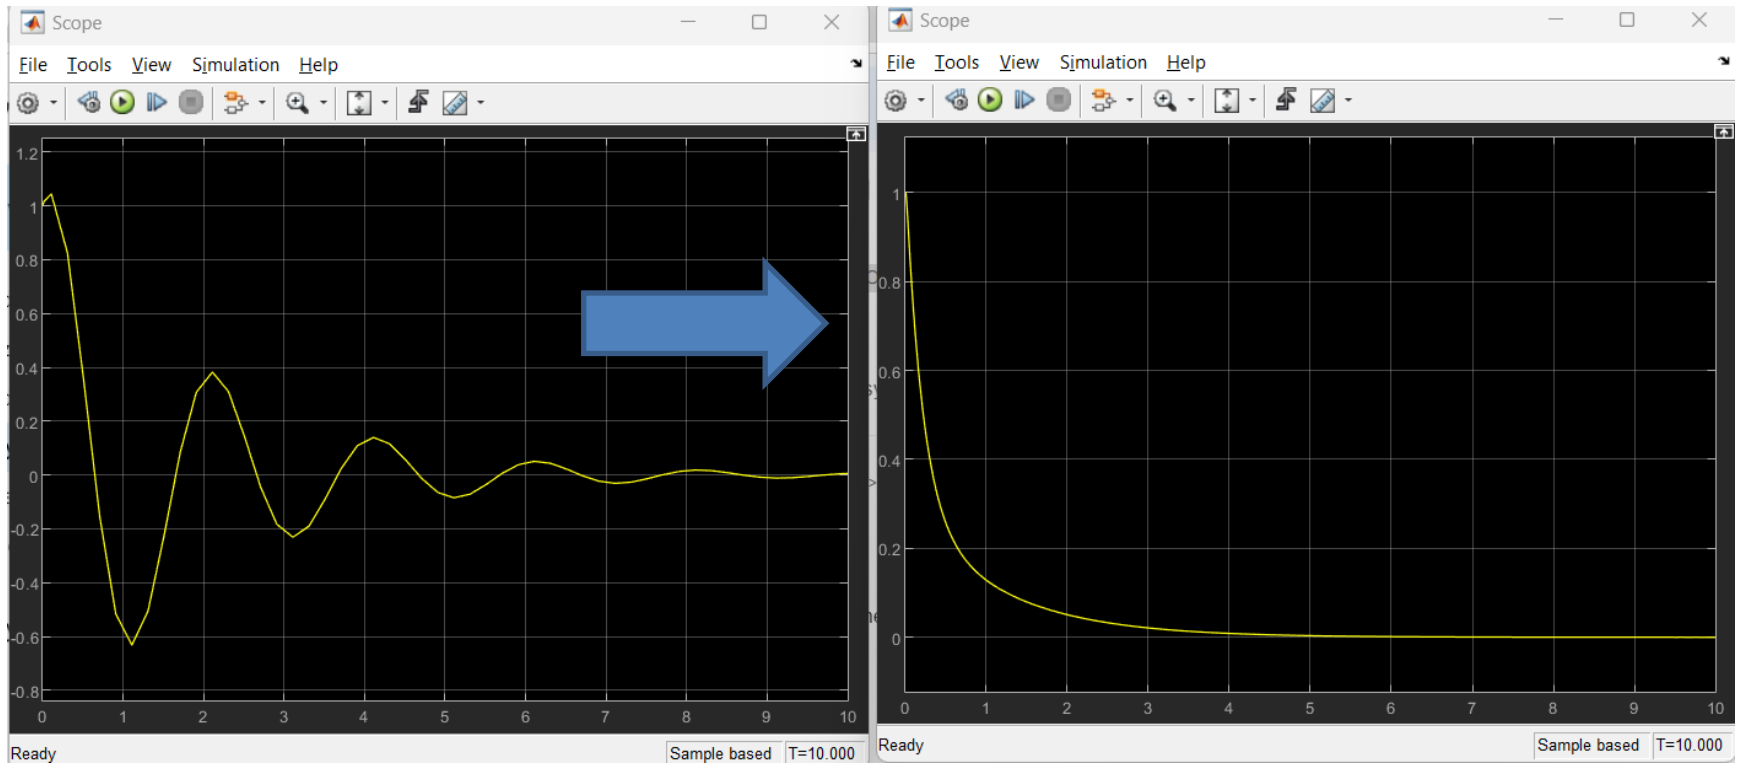 Scope
File Tools View Simulation Help
1.2
1
0.8
0.6
0.4
0.2
0
-0.2
-0.4
-0.6
-0.8
0 1 2 3 4 5 6 7 8 9 10
Ready
Sample based T=10.000
Scope
File Tools View Simulation Help
1
0.8
0.6
0.4
0.2
0
0 1 2 3 4 5 6 7 8 9 10
Ready
Sample based T=10.000